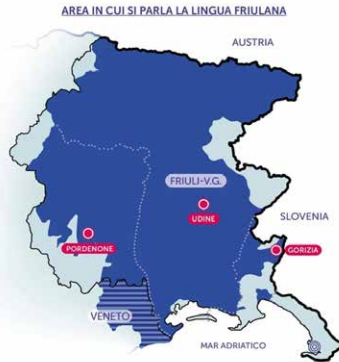 AREA IN CUI SI PARLA LA LINGUA FRIULANA
AUSTRIA
FRIULI-V.G.
UDINE
SLOVENIA
PORDENONE
GORIZIA
VENETO
MAR ADRIATICO